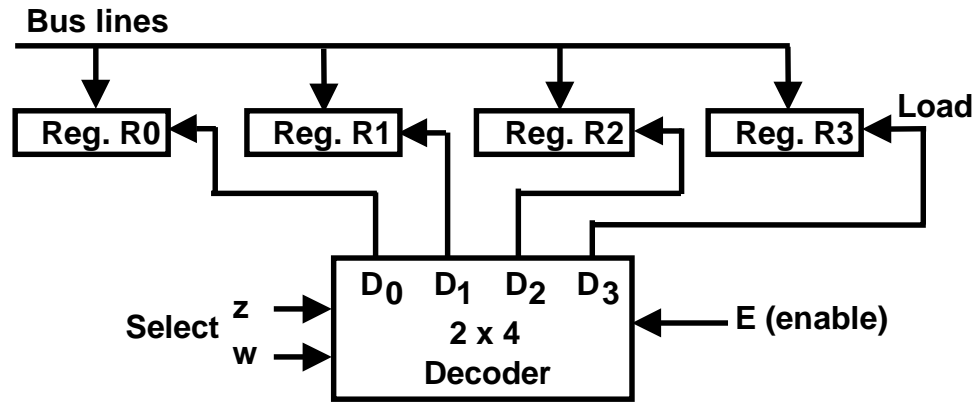 Bus lines
Reg. R0 Reg. R1 Reg. R2 Reg. R3 Load
D0 D1 D2 D3
Select z
w
2 x 4
Decoder
E (enable)